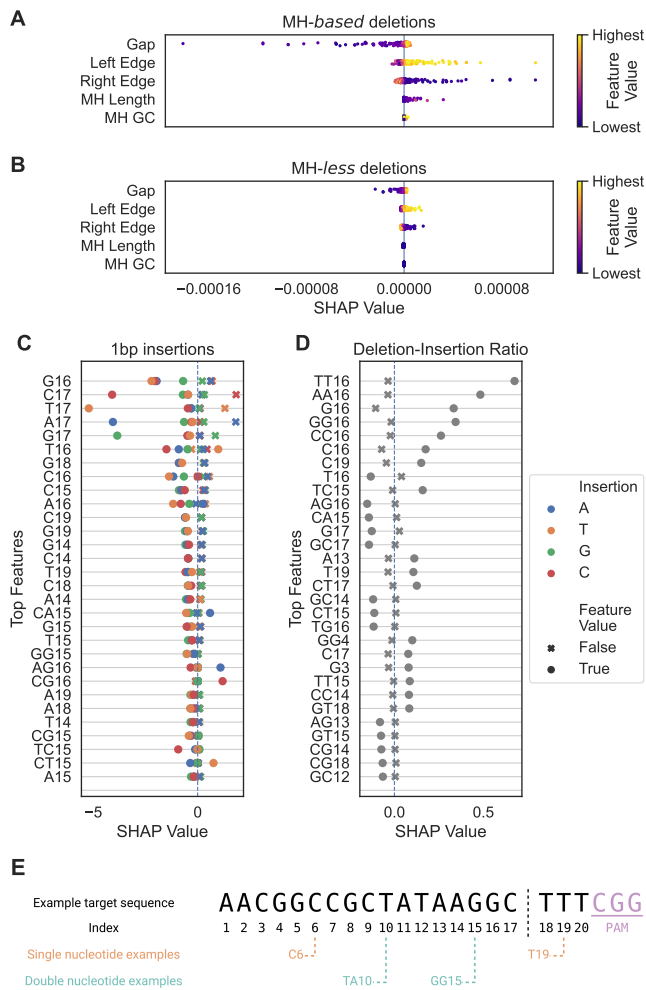 A
MH-based deletions
Gap
Left Edge
Right Edge
MH Length
MH GC
Highest
Lowest
Feature
Value
B
MH-less deletions
Gap
Left Edge
Right Edge
MH Length
MH GC
Highest
Lowest
Feature
Value
−0.00016 −0.00008 0.00000 0.00008
SHAP Value
C
1bp insertions
Top Features
G16
C17
T17
A17
G17
T16
G18
C16
C15
A16
C19
G19
G14
C14
T19
C18
A14
CA15
G15
T15
GG15
AG16
CG16
A19
A18
T14
CG15
TC15
CT15
A15
−5 0
SHAP Value
D
Deletion-Insertion Ratio
Top Features
TT16
AA16
G16
GG16
CC16
C16
C19
T16
TC15
AG16
CA15
G17
GC17
A13
T19
CT17
GC14
CT15
TG16
GG4
C17
G3
TT15
CC14
GT18
AG13
GT15
CG14
CG18
GC12
0.0 0.5
SHAP Value
Insertion
A
T
G
C
Feature
Value
False
True
E
Example target sequence AACGGCCGCTATAAGGC TTTCGG
Index 1 2 3 4 5 6 7 8 9 10 11 12 13 14 15 16 17 18 19 20 PAM
Single nucleotide examples C6 T19
Double nucleotide examples TA10 GG15